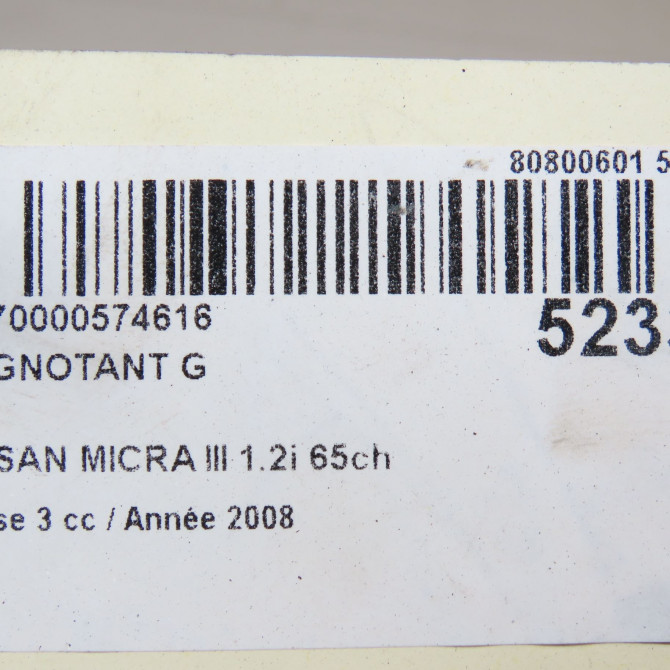 80800601 5
70000574616
523
GNOTANT G
SAN MICRA III 1.2i 65ch
se 3 cc / Année 2008